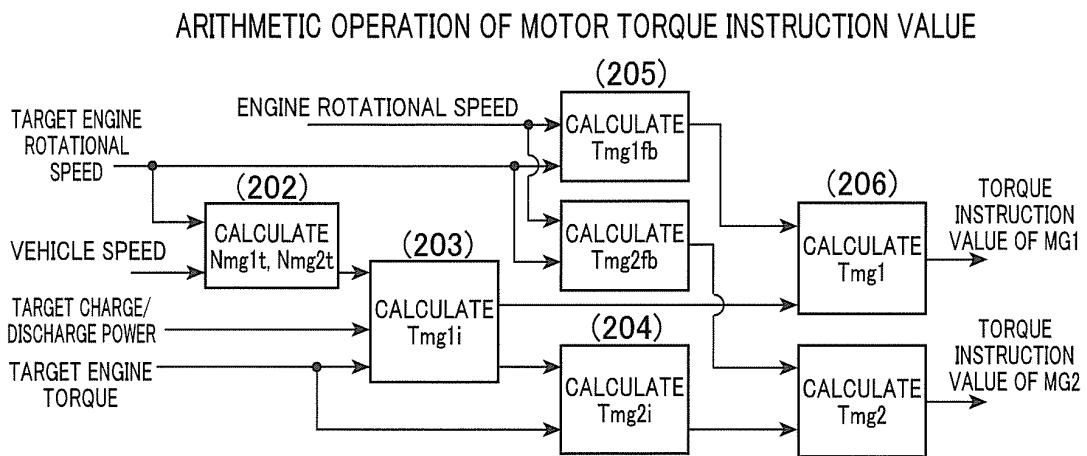 ARITHMETIC OPERATION OF MOTOR TORQUE INSTRUCTION VALUE
(205)
ENGINE ROTATIONAL SPEED
TARGET ENGINE
ROTATIONAL
SPEED
CALCULATE
Tmg1fb
(202)
(206)
CALCULATE
Nmg1t, Nmg2t
CALCULATE
Tmg2fb
CALCULATE
Tmg1
TORQUE
INSTRUCTION
VALUE OF MG1
VEHICLE SPEED
(203)
TARGET CHARGE/
DISCHARGE POWER
CALCULATE
Tmg1i
(204)
TARGET ENGINE
TORQUE
CALCULATE
Tmg2i
CALCULATE
Tmg2
TORQUE
INSTRUCTION
VALUE OF MG2